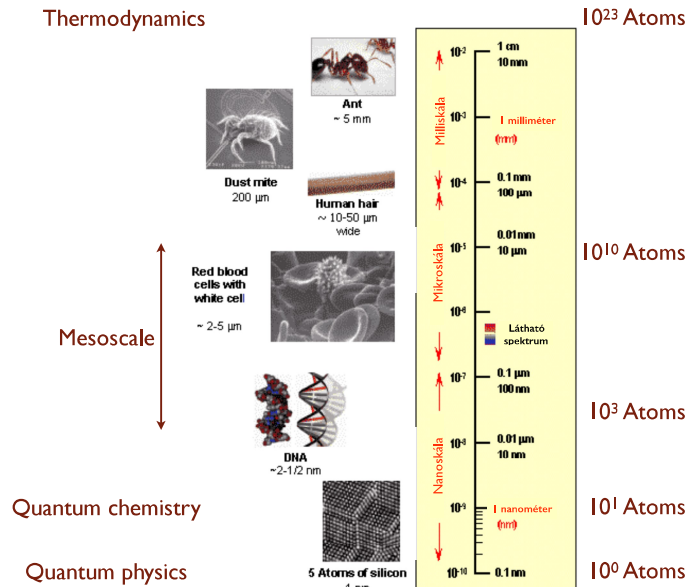 Thermodynamics
10²³ Atoms
Ant
~ 5 mm
Dust mite
200 µm
Human hair
~ 10-50 µm
wide
Red blood
cells with
white cell
~ 2-5 µm
Mesoscale
DNA
~2-1/2 nm
Quantum chemistry
5 Atoms of silicon
Quantum physics
Milliskála
Mikroskála
Nanoskála
10⁻²
1 cm
10 mm
10⁻³
1 milliméter
(mm)
10⁻⁴
0.1 mm
100 µm
10⁻⁵
0.01 mm
10 µm
10⁻⁶
Látható
spektrum
10⁻⁷
0.1 µm
100 nm
10⁻⁸
0.01 µm
10 nm
10⁻⁹
1 nanométer
(nm)
10⁻¹⁰
0.1 nm
10¹⁰ Atoms
10³ Atoms
10¹ Atoms
10⁰ Atoms